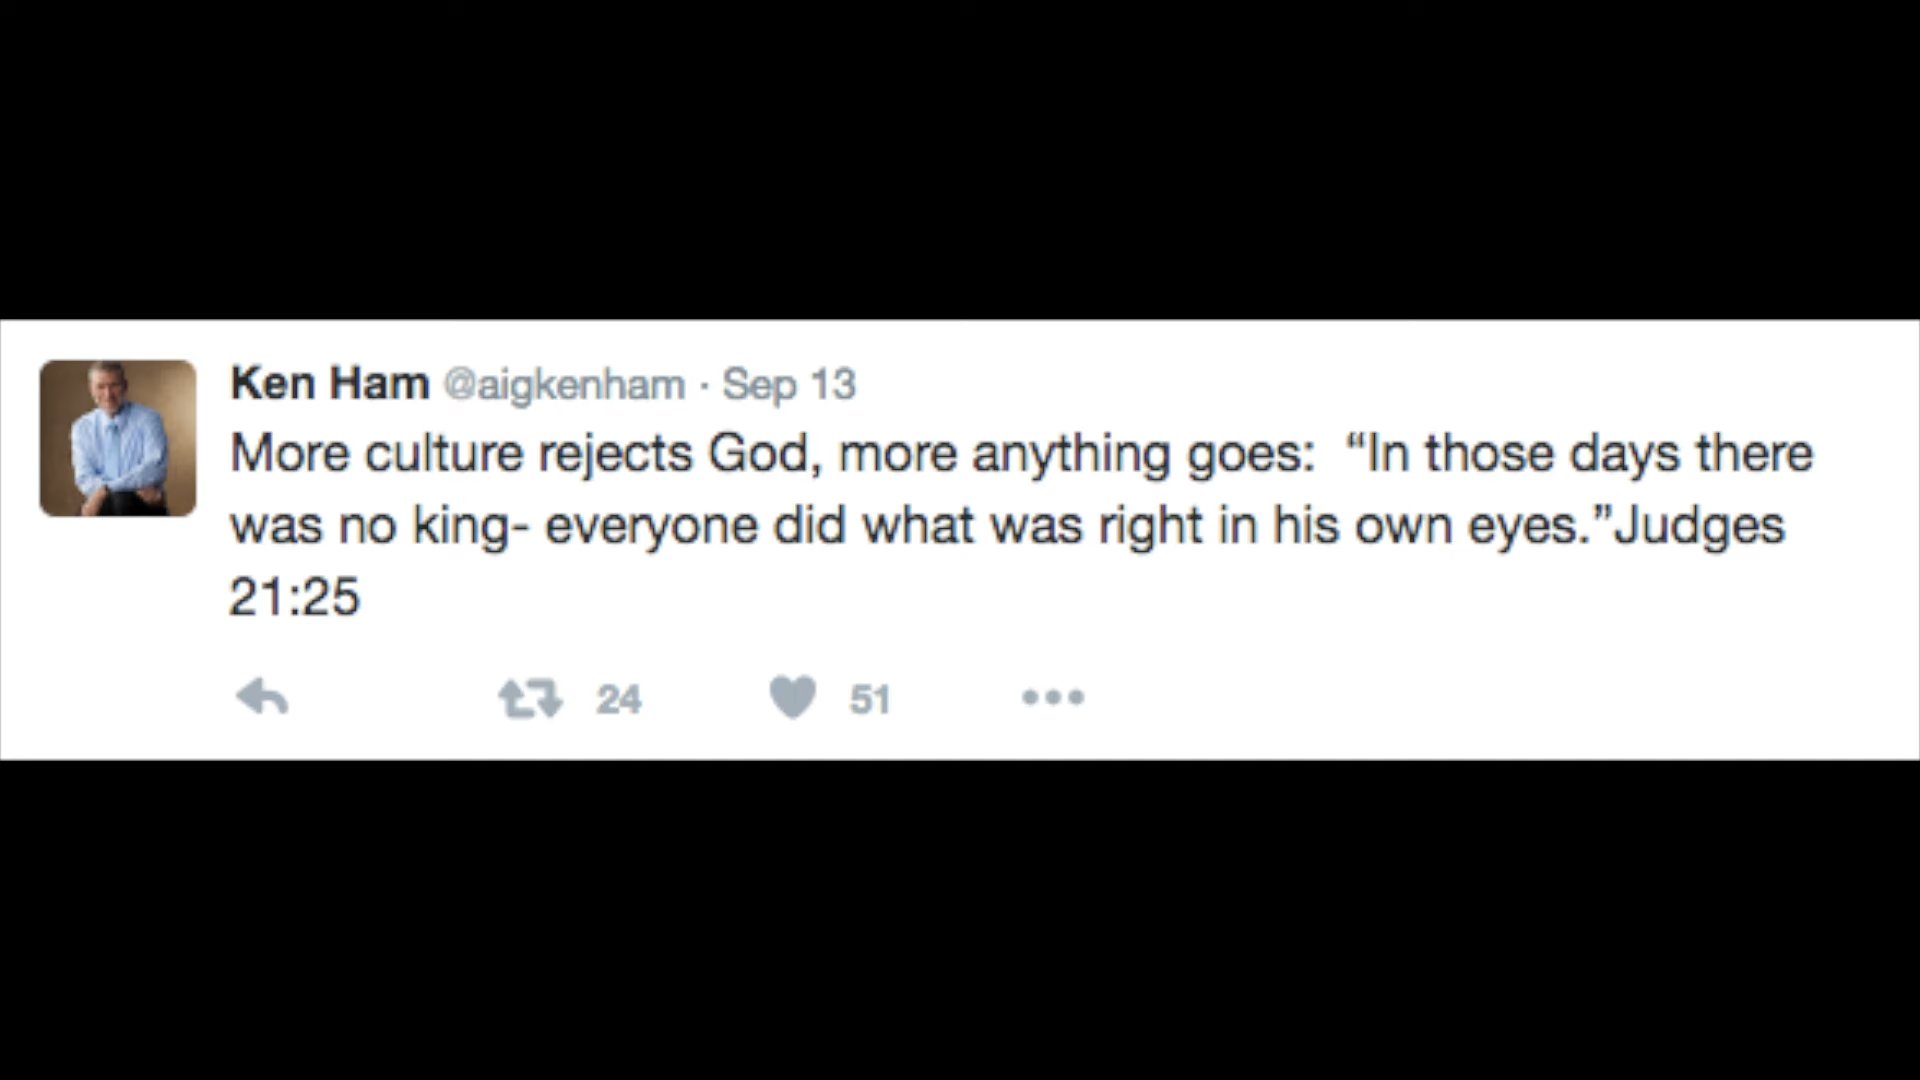 Ken Ham @aigkenham · Sep 13
More culture rejects God, more anything goes:  “In those days there
was no king- everyone did what was right in his own eyes.”Judges
21:25
24 51